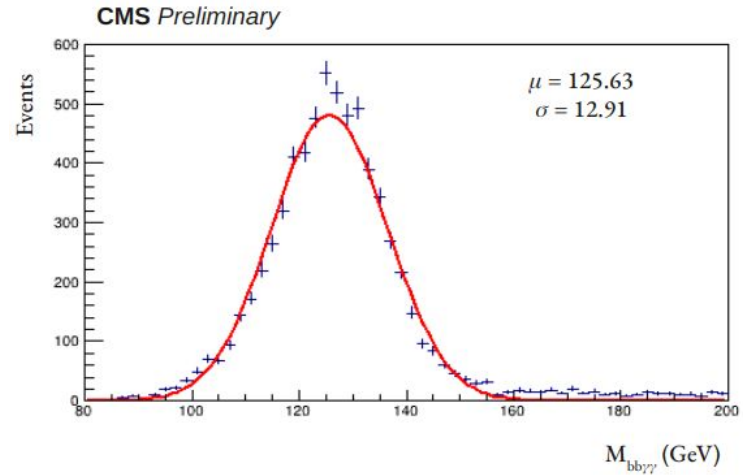 CMS Preliminary
600
500
400
300
200
100
0
Events
μ = 125.63
σ = 12.91
80 100 120 140 160 180 200
M_bbγγ (GeV)